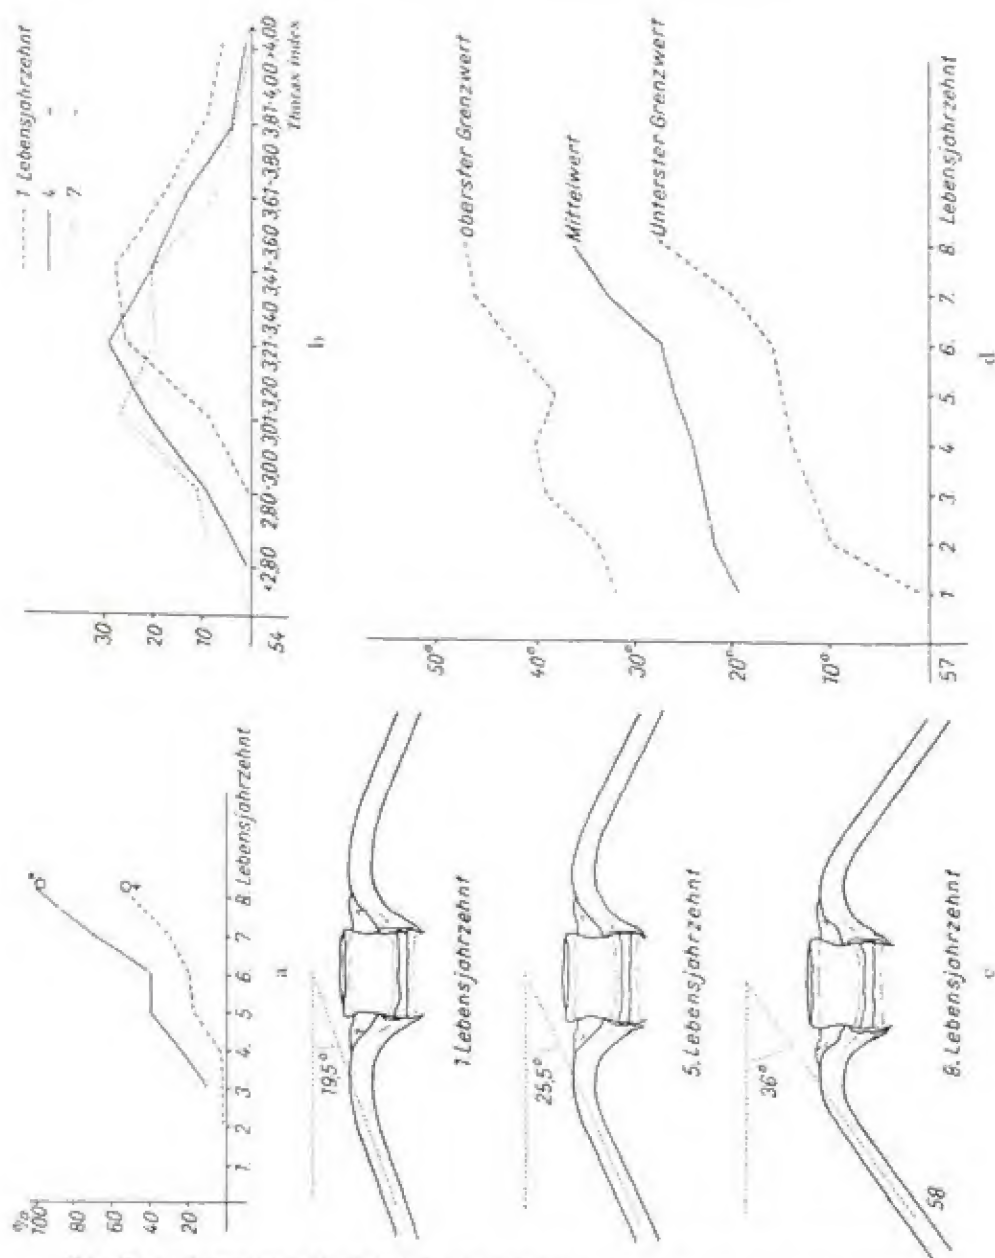 %
100
80
60
40
20
1. 2 3 4. 5 6. 7 8. Lebensjahrzehnt
♂
♀
a
1 Lebensjahrzehnt
4 "
7 "
30
20
10
54
<2,80 2,80-3,00 3,01-3,20 3,21-3,40 3,41-3,60 3,61-3,80 3,81-4,00 >4,00
Thorax index
b
19,5°
1 Lebensjahrzehnt
25,5°
5. Lebensjahrzehnt
36°
8. Lebensjahrzehnt
58
c
50°
40°
30°
20°
10°
57
oberster Grenzwert
Mittelwert
Unterster Grenzwert
1. 2 3. 4 5. 6. 7. 8. Lebensjahrzehnt
d